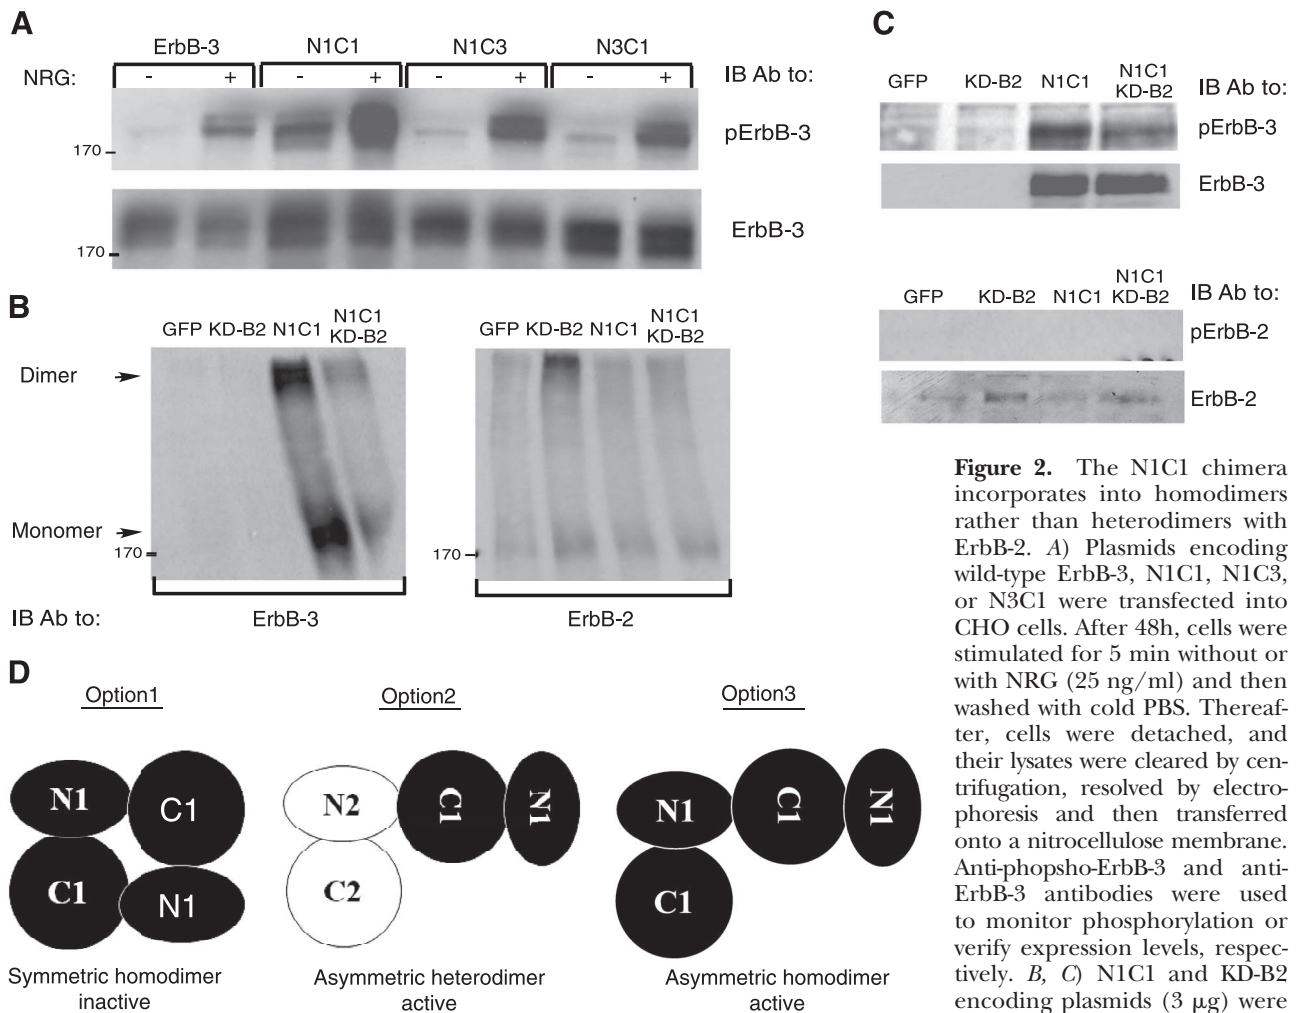 A
ErbB-3 N1C1 N1C3 N3C1
NRG: - + - + - + - + IB Ab to:
pErbB-3
170
ErbB-3
170
B
GFP KD-B2 N1C1 N1C1 KD-B2
GFP KD-B2 N1C1 N1C1 KD-B2
Dimer
Monomer
170
170
IB Ab to: ErbB-3 ErbB-2
C
GFP KD-B2 N1C1 N1C1 KD-B2 IB Ab to:
pErbB-3
ErbB-3
GFP KD-B2 N1C1 N1C1 KD-B2 IB Ab to:
pErbB-2
ErbB-2
D
Option1 Option2 Option3
N1 C1
C1 N1
N2 C1 N1
C2
N1 C1 N1
C1
Symmetric homodimer
inactive
Asymmetric heterodimer
active
Asymmetric homodimer
active
Figure 2. The N1C1 chimera
incorporates into homodimers
rather than heterodimers with
ErbB-2. A) Plasmids encoding
wild-type ErbB-3, N1C1, N1C3,
or N3C1 were transfected into
CHO cells. After 48h, cells were
stimulated for 5 min without or
with NRG (25 ng/ml) and then
washed with cold PBS. Thereaf-
ter, cells were detached, and
their lysates were cleared by cen-
trifugation, resolved by electro-
phoresis and then transferred
onto a nitrocellulose membrane.
Anti-phopsho-ErbB-3 and anti-
ErbB-3 antibodies were used
to monitor phosphorylation or
verify expression levels, respec-
tively. B, C) N1C1 and KD-B2
encoding plasmids (3 μg) were